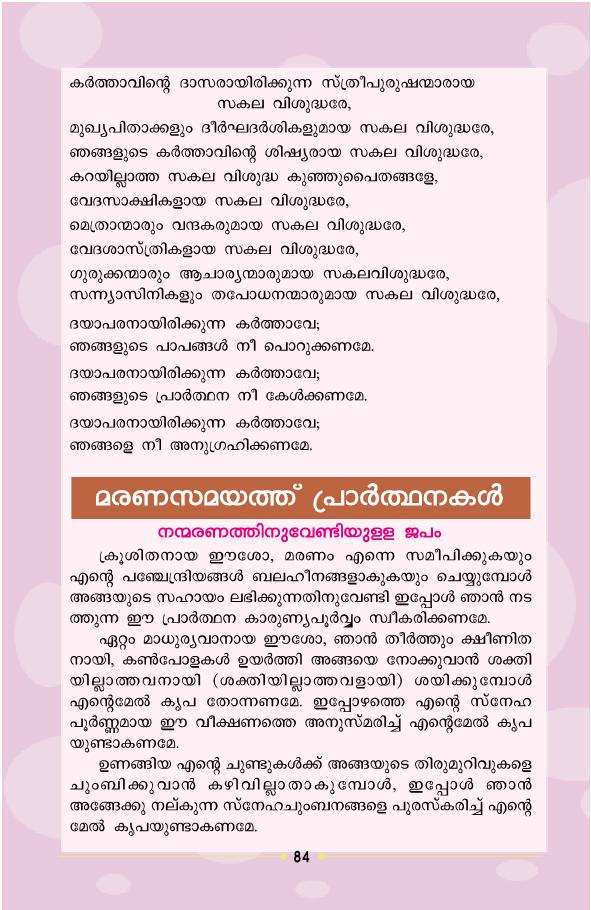 കർത്താവിന്റെ ദാസരായിരിക്കുന്ന സ്ത്രീപുരുഷന്മാരായ
സകല വിശുദ്ധരേ,
മുഖ്യപിതാക്കളും ദീർഘദർശികളുമായ സകല വിശുദ്ധരേ,
ഞങ്ങളുടെ കർത്താവിന്റെ ശിഷ്യരായ സകല വിശുദ്ധരേ,
കറയില്ലാത്ത സകല വിശുദ്ധ കുഞ്ഞുപൈതങ്ങളേ,
വേദസാക്ഷികളായ സകല വിശുദ്ധരേ,
മെത്രാന്മാരും വന്ദകരുമായ സകല വിശുദ്ധരേ,
വേദശാസ്ത്രികളായ സകല വിശുദ്ധരേ,
ഗുരുക്കന്മാരും ആചാര്യന്മാരുമായ സകലവിശുദ്ധരേ,
സന്ന്യാസിനികളും തപോധനന്മാരുമായ സകല വിശുദ്ധരേ,
ദയാപരനായിരിക്കുന്ന കർത്താവേ;
ഞങ്ങളുടെ പാപങ്ങൾ നീ പൊറുക്കണമേ.
ദയാപരനായിരിക്കുന്ന കർത്താവേ;
ഞങ്ങളുടെ പ്രാർത്ഥന നീ കേൾക്കണമേ.
ദയാപരനായിരിക്കുന്ന കർത്താവേ;
ഞങ്ങളെ നീ അനുഗ്രഹിക്കണമേ.
മരണസമയത്ത് പ്രാർത്ഥനകൾ
നന്മരണത്തിനുവേണ്ടിയുളള ജപം
ക്രൂശിതനായ ഈശോ, മരണം എന്നെ സമീപിക്കുകയും
എന്റെ പഞ്ചേന്ദ്രിയങ്ങൾ ബലഹീനങ്ങളാകുകയും ചെയ്യുമ്പോൾ
അങ്ങയുടെ സഹായം ലഭിക്കുന്നതിനുവേണ്ടി ഇപ്പോൾ ഞാൻ നട
ത്തുന്ന ഈ പ്രാർത്ഥന കാരുണ്യപൂർവ്വം സ്വീകരിക്കണമേ.
ഏറ്റം മാധുര്യവാനായ ഈശോ, ഞാൻ തീർത്തും ക്ഷീണിത
നായി, കൺപോളകൾ ഉയർത്തി അങ്ങയെ നോക്കുവാൻ ശക്തി
യില്ലാത്തവനായി (ശക്തിയില്ലാത്തവളായി) ശയിക്കുമ്പോൾ
എന്റെമേൽ കൃപ തോന്നണമേ. ഇപ്പോഴത്തെ എന്റെ സ്നേഹ
പൂർണ്ണമായ ഈ വീക്ഷണത്തെ അനുസ്മരിച്ച് എന്റെമേൽ കൃപ
യുണ്ടാകണമേ.
ഉണങ്ങിയ എന്റെ ചുണ്ടുകൾക്ക് അങ്ങയുടെ തിരുമുറിവുകളെ
ചുംബിക്കുവാൻ കഴിവില്ലാതാകുമ്പോൾ, ഇപ്പോൾ ഞാൻ
അങ്ങേക്കു നല്കുന്ന സ്നേഹചുംബനങ്ങളെ പുരസ്കരിച്ച് എന്റെ
മേൽ കൃപയുണ്ടാകണമേ.
84